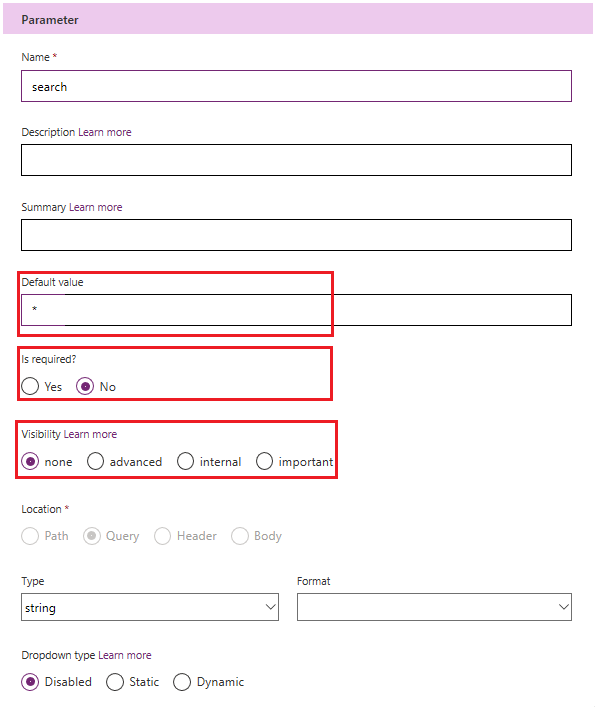 Parameter
Name *
search
Description Learn more
Summary Learn more
Default value
*
Is required?
Yes No
Visibility Learn more
none advanced internal important
Location *
Path Query Header Body
Type Format
string
Dropdown type Learn more
Disabled Static Dynamic